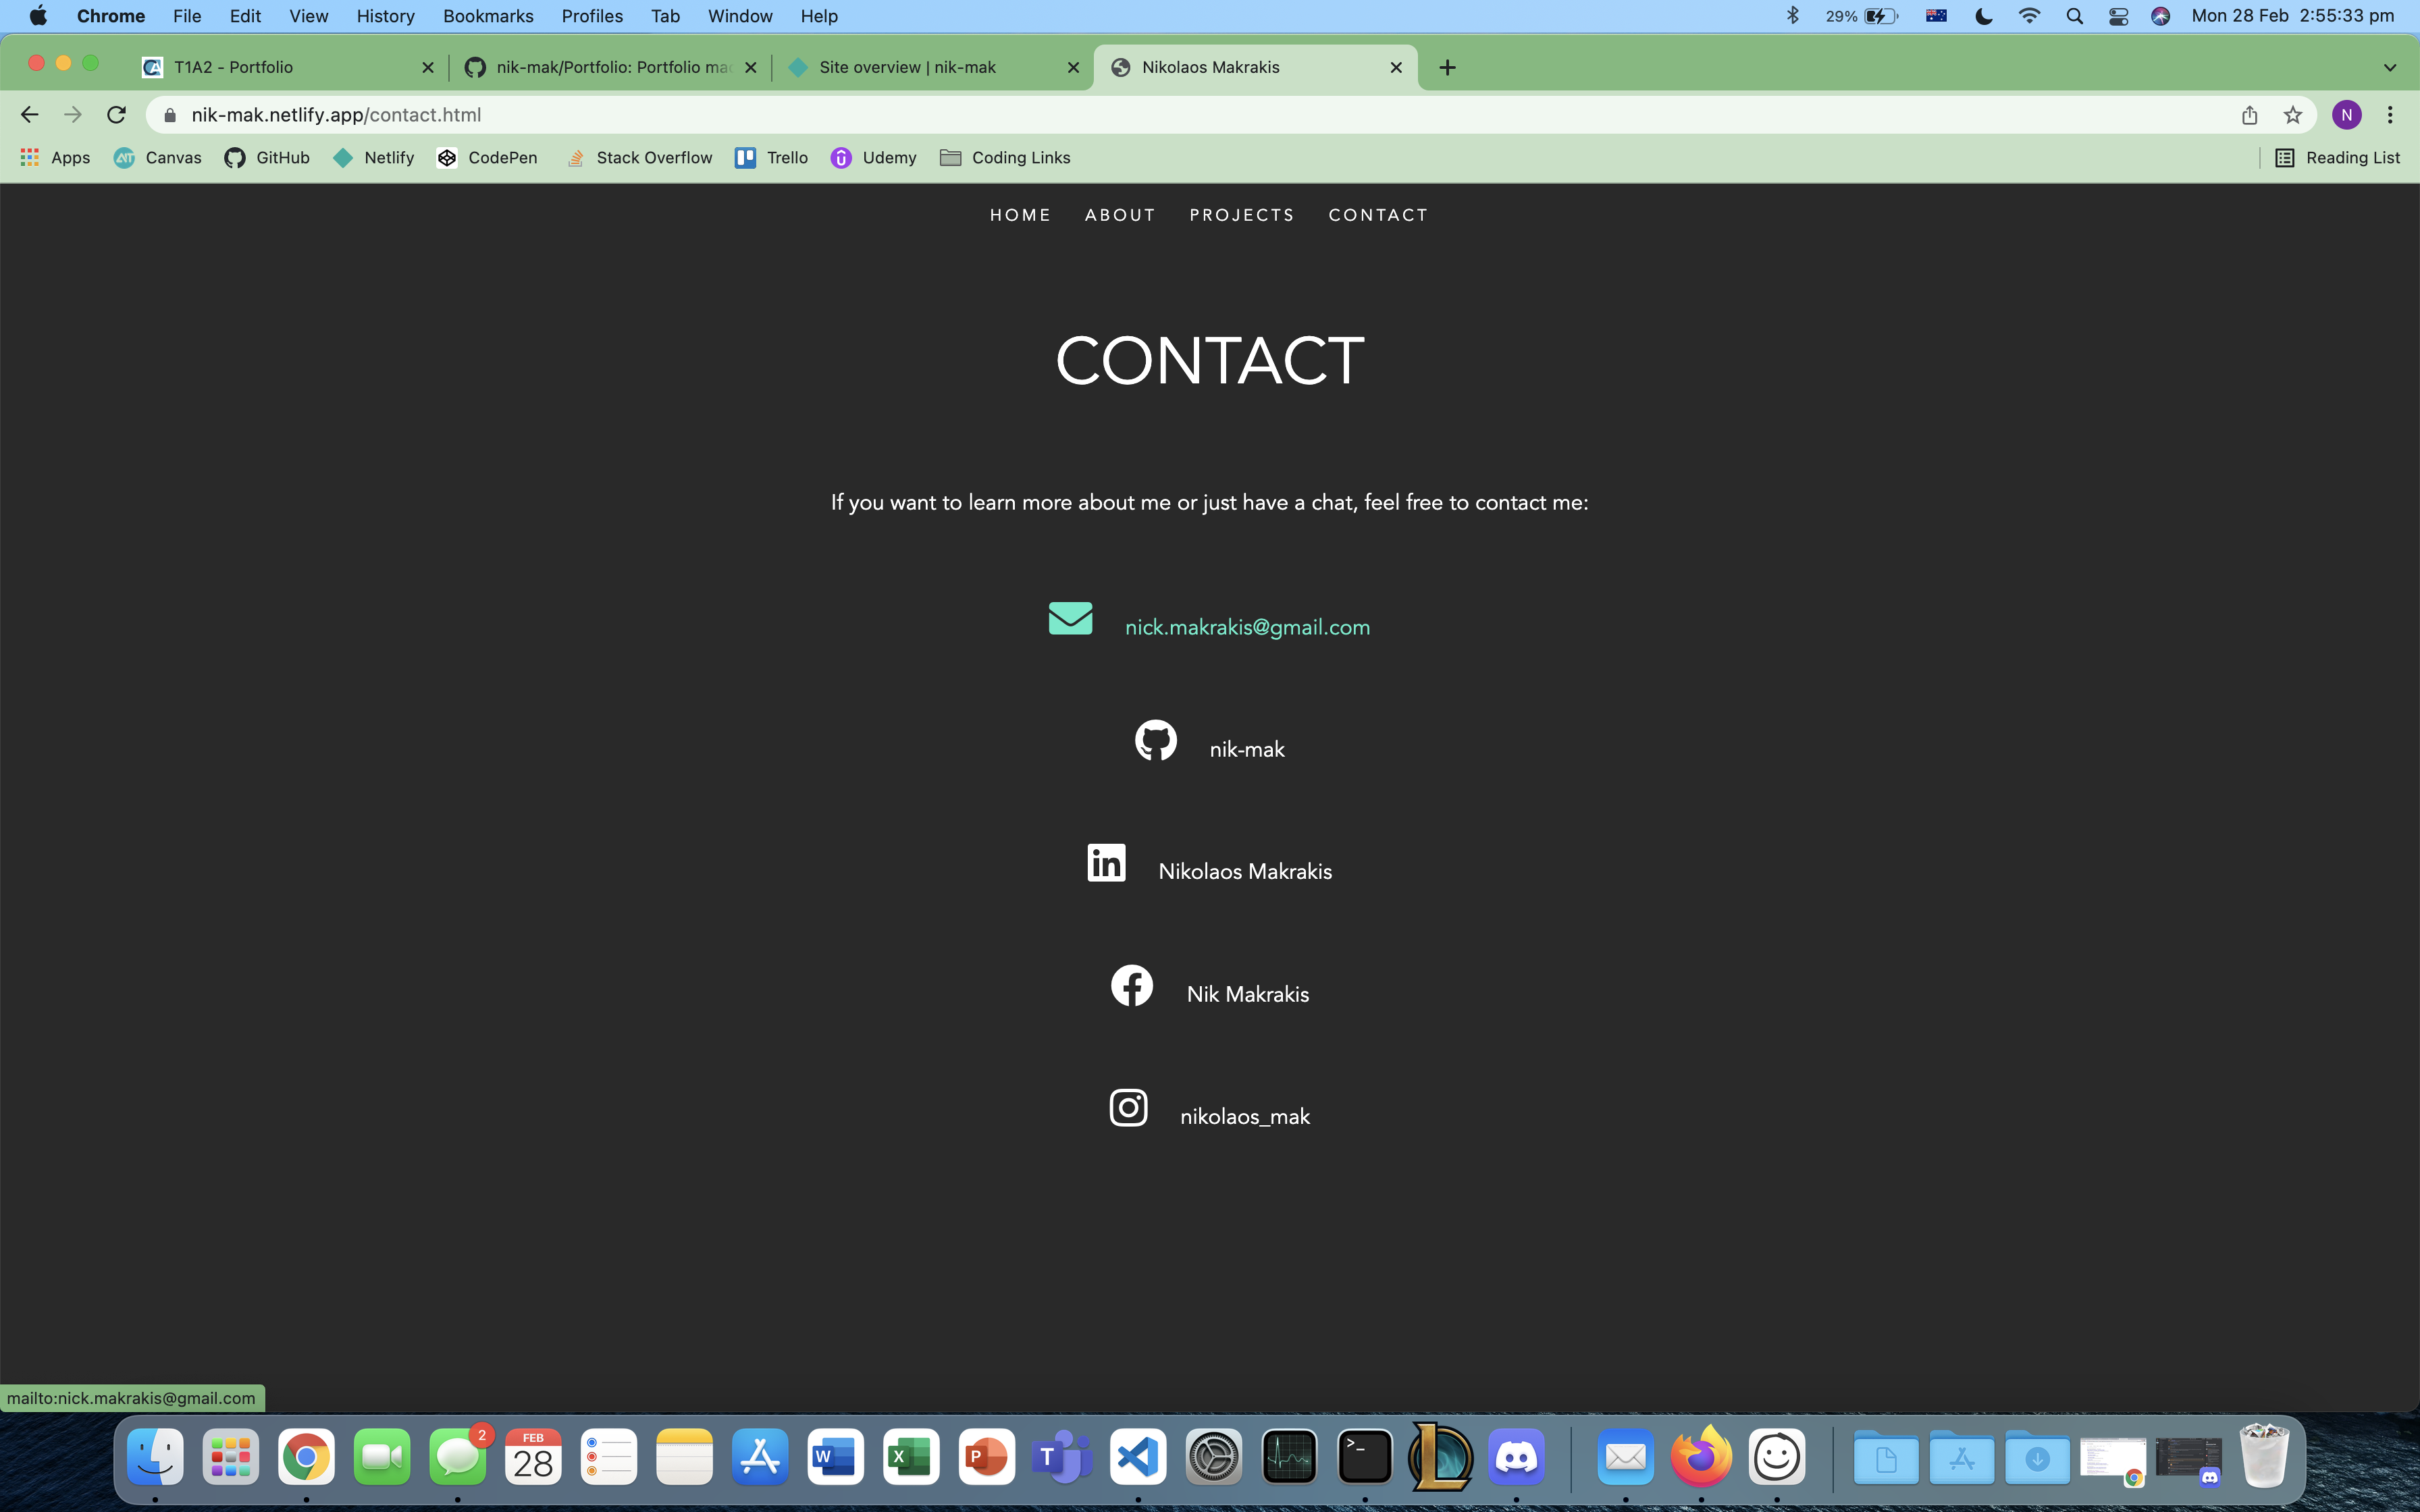 Chrome File Edit View History Bookmarks Profiles Tab Window Help 29% Mon 28 Feb 2:55:33 pm
T1A2 - Portfolio nik-mak/Portfolio: Portfolio mac Site overview | nik-mak Nikolaos Makrakis
nik-mak.netlify.app/contact.html N
Apps Canvas GitHub Netlify CodePen Stack Overflow Trello Udemy Coding Links Reading List
HOME ABOUT PROJECTS CONTACT
CONTACT
If you want to learn more about me or just have a chat, feel free to contact me:
nick.makrakis@gmail.com
nik-mak
in Nikolaos Makrakis
Nik Makrakis
nikolaos_mak
mailto:nick.makrakis@gmail.com
2 FEB
28 W X P T >_